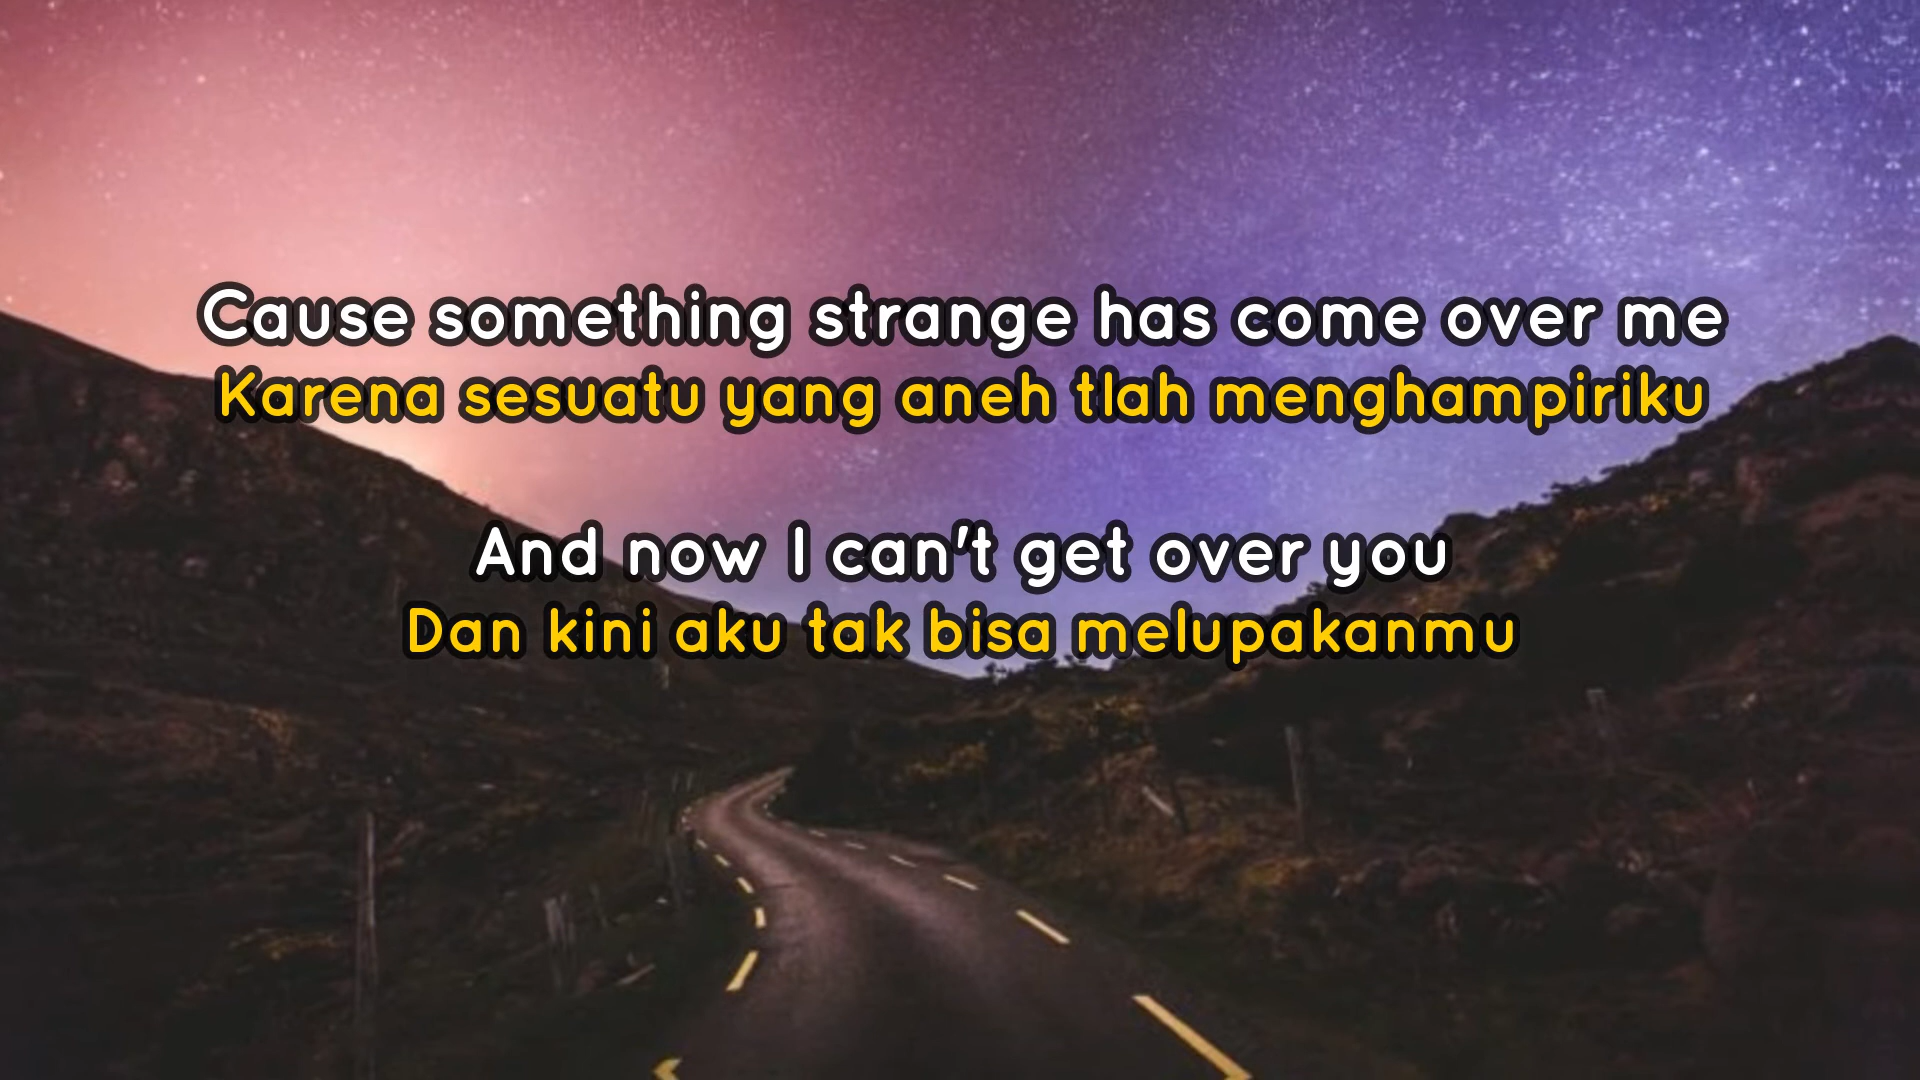 Cause something strange has come over me
Karena sesuatu yang aneh tlah menghampiriku
And now I can't get over you
Dan kini aku tak bisa melupakanmu